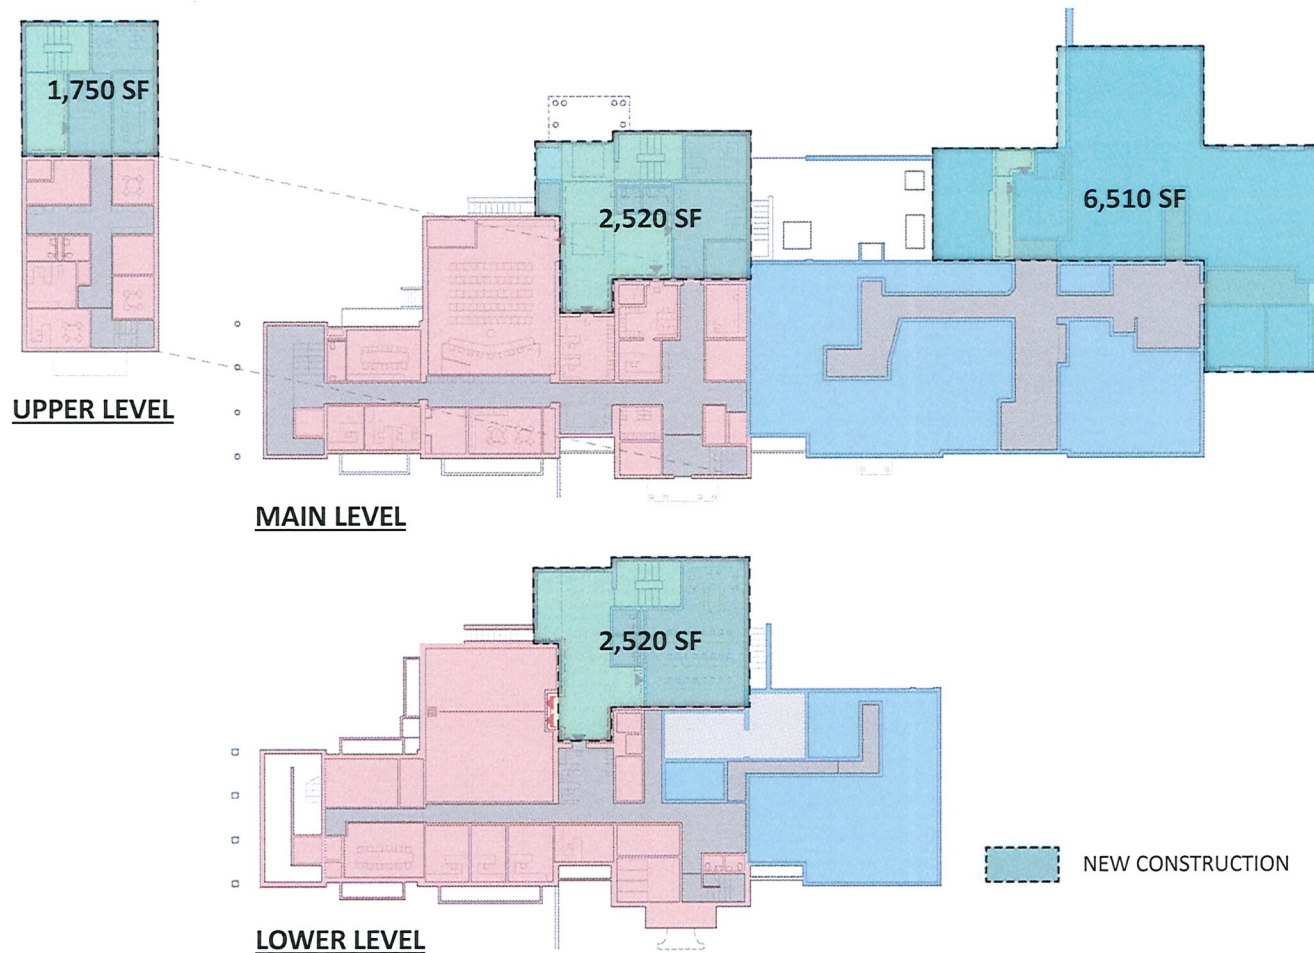 1,750 SF
2,520 SF
6,510 SF
UPPER LEVEL
MAIN LEVEL
2,520 SF
NEW CONSTRUCTION
LOWER LEVEL